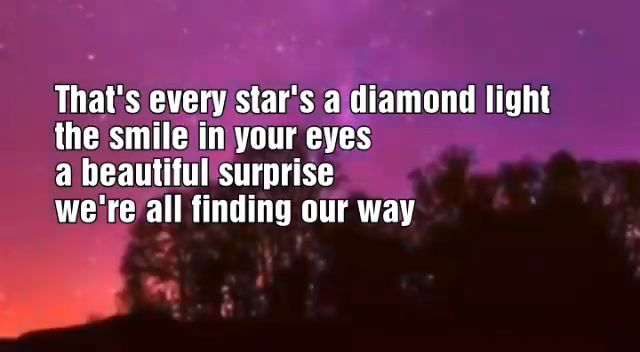 That's every star's a diamond light
the smile in your eyes
a beautiful surprise
we're all finding our way